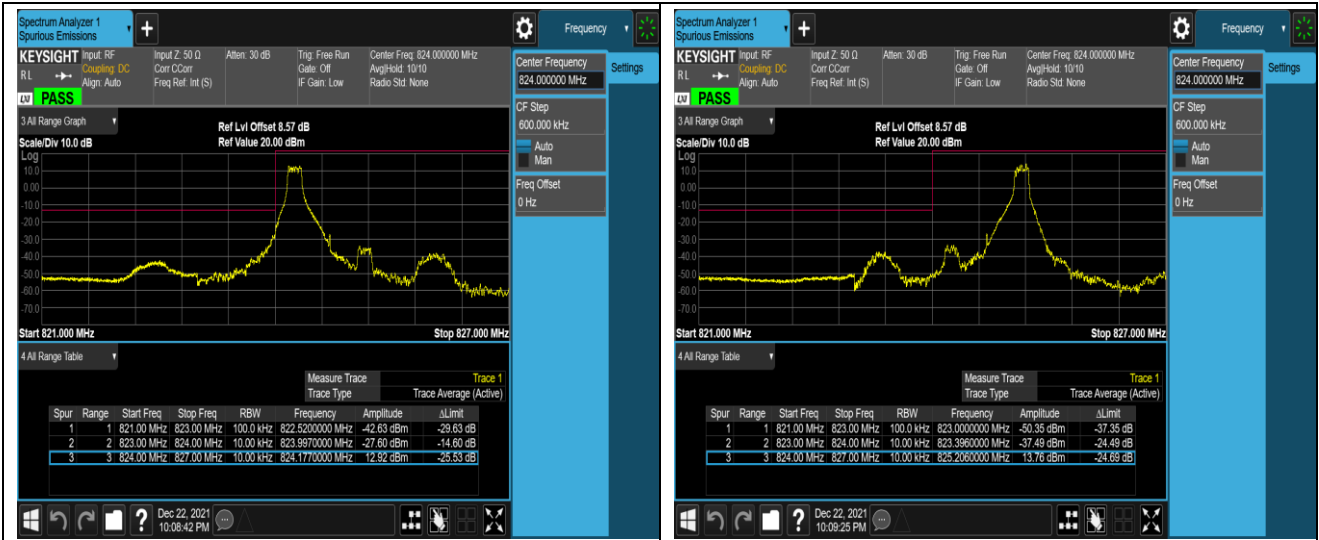 Spectrum Analyzer 1
Spurious Emissions
Frequency
KEYSIGHT Input: RF Input Z: 50 Ω Atten: 30 dB Trig: Free Run Center Freq: 824.000000 MHz
Coupling: DC Corr CCorr Gate: Off Avg|Hold: 10/10
R L Align: Auto Freq Ref: Int (S) IF Gain: Low Radio Std: None
LXI PASS
Center Frequency
824.000000 MHz
Settings
CF Step
600.000 kHz
Auto
Man
Freq Offset
0 Hz
3 All Range Graph
Ref Lvl Offset 8.57 dB
Scale/Div 10.0 dB Ref Value 20.00 dBm
Log
10.0
0.00
-10.0
-20.0
-30.0
-40.0
-50.0
-60.0
-70.0
Start 821.000 MHz Stop 827.000 MHz
4 All Range Table
Measure Trace Trace 1
Trace Type Trace Average (Active)
Spur Range Start Freq Stop Freq RBW Frequency Amplitude ΔLimit
1 1 821.00 MHz 823.00 MHz 100.0 kHz 822.5200000 MHz -42.63 dBm -29.63 dB
2 2 823.00 MHz 824.00 MHz 10.00 kHz 823.9970000 MHz -27.60 dBm -14.60 dB
3 3 824.00 MHz 827.00 MHz 10.00 kHz 824.1770000 MHz 12.92 dBm -25.53 dB
Dec 22, 2021
10:08:42 PM
Spectrum Analyzer 1
Spurious Emissions
Frequency
KEYSIGHT Input: RF Input Z: 50 Ω Atten: 30 dB Trig: Free Run Center Freq: 824.000000 MHz
Coupling: DC Corr CCorr Gate: Off Avg|Hold: 10/10
R L Align: Auto Freq Ref: Int (S) IF Gain: Low Radio Std: None
LXI PASS
Center Frequency
824.000000 MHz
Settings
CF Step
600.000 kHz
Auto
Man
Freq Offset
0 Hz
3 All Range Graph
Ref Lvl Offset 8.57 dB
Scale/Div 10.0 dB Ref Value 20.00 dBm
Log
10.0
0.00
-10.0
-20.0
-30.0
-40.0
-50.0
-60.0
-70.0
Start 821.000 MHz Stop 827.000 MHz
4 All Range Table
Measure Trace Trace 1
Trace Type Trace Average (Active)
Spur Range Start Freq Stop Freq RBW Frequency Amplitude ΔLimit
1 1 821.00 MHz 823.00 MHz 100.0 kHz 823.0000000 MHz -50.35 dBm -37.35 dB
2 2 823.00 MHz 824.00 MHz 10.00 kHz 823.3960000 MHz -37.49 dBm -24.49 dB
3 3 824.00 MHz 827.00 MHz 10.00 kHz 825.2060000 MHz 13.76 dBm -24.69 dB
Dec 22, 2021
10:09:25 PM